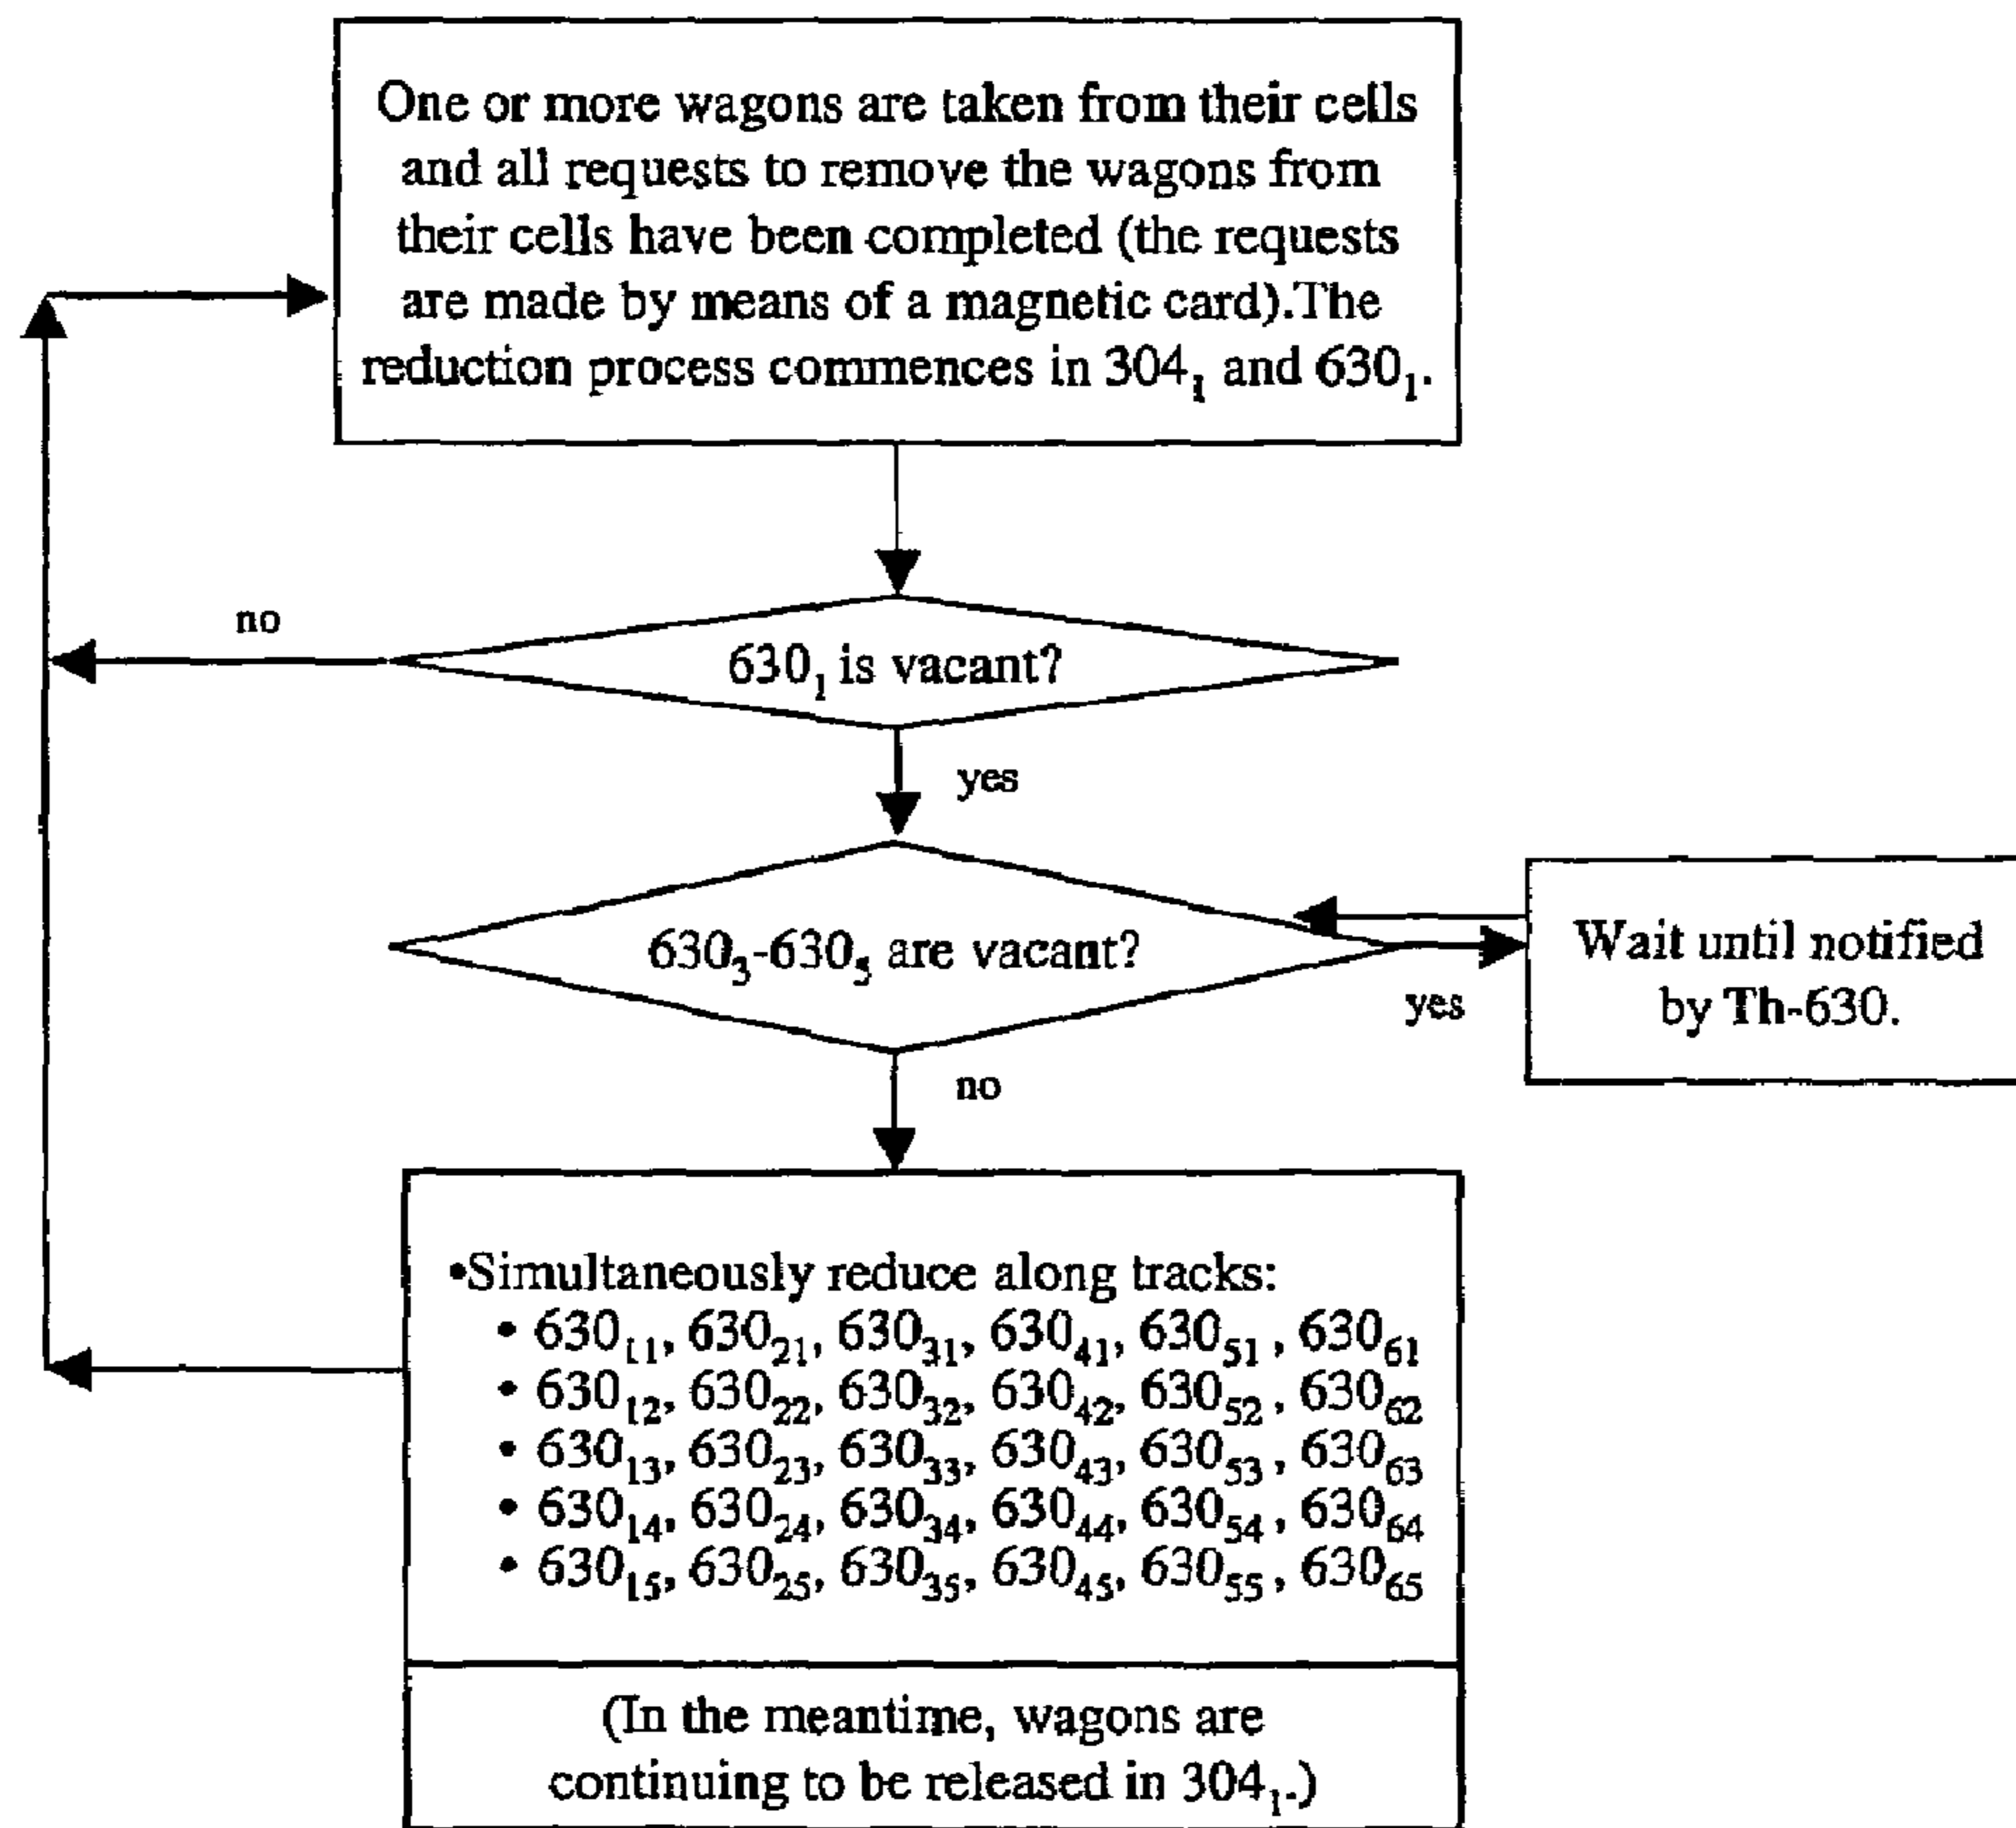 One or more wagons are taken from their cells
and all requests to remove the wagons from
their cells have been completed (the requests
are made by means of a magnetic card).The
reduction process commences in 304₁ and 630₁.
no
630₁ is vacant?
yes
630₃-630₅ are vacant?
yes
Wait until notified
by Th-630.
no
•Simultaneously reduce along tracks:
• 630₁₁, 630₂₁, 630₃₁, 630₄₁, 630₅₁, 630₆₁
• 630₁₂, 630₂₂, 630₃₂, 630₄₂, 630₅₂, 630₆₂
• 630₁₃, 630₂₃, 630₃₃, 630₄₃, 630₅₃, 630₆₃
• 630₁₄, 630₂₄, 630₃₄, 630₄₄, 630₅₄, 630₆₄
• 630₁₅, 630₂₅, 630₃₅, 630₄₅, 630₅₅, 630₆₅
(In the meantime, wagons are
continuing to be released in 304₁.)